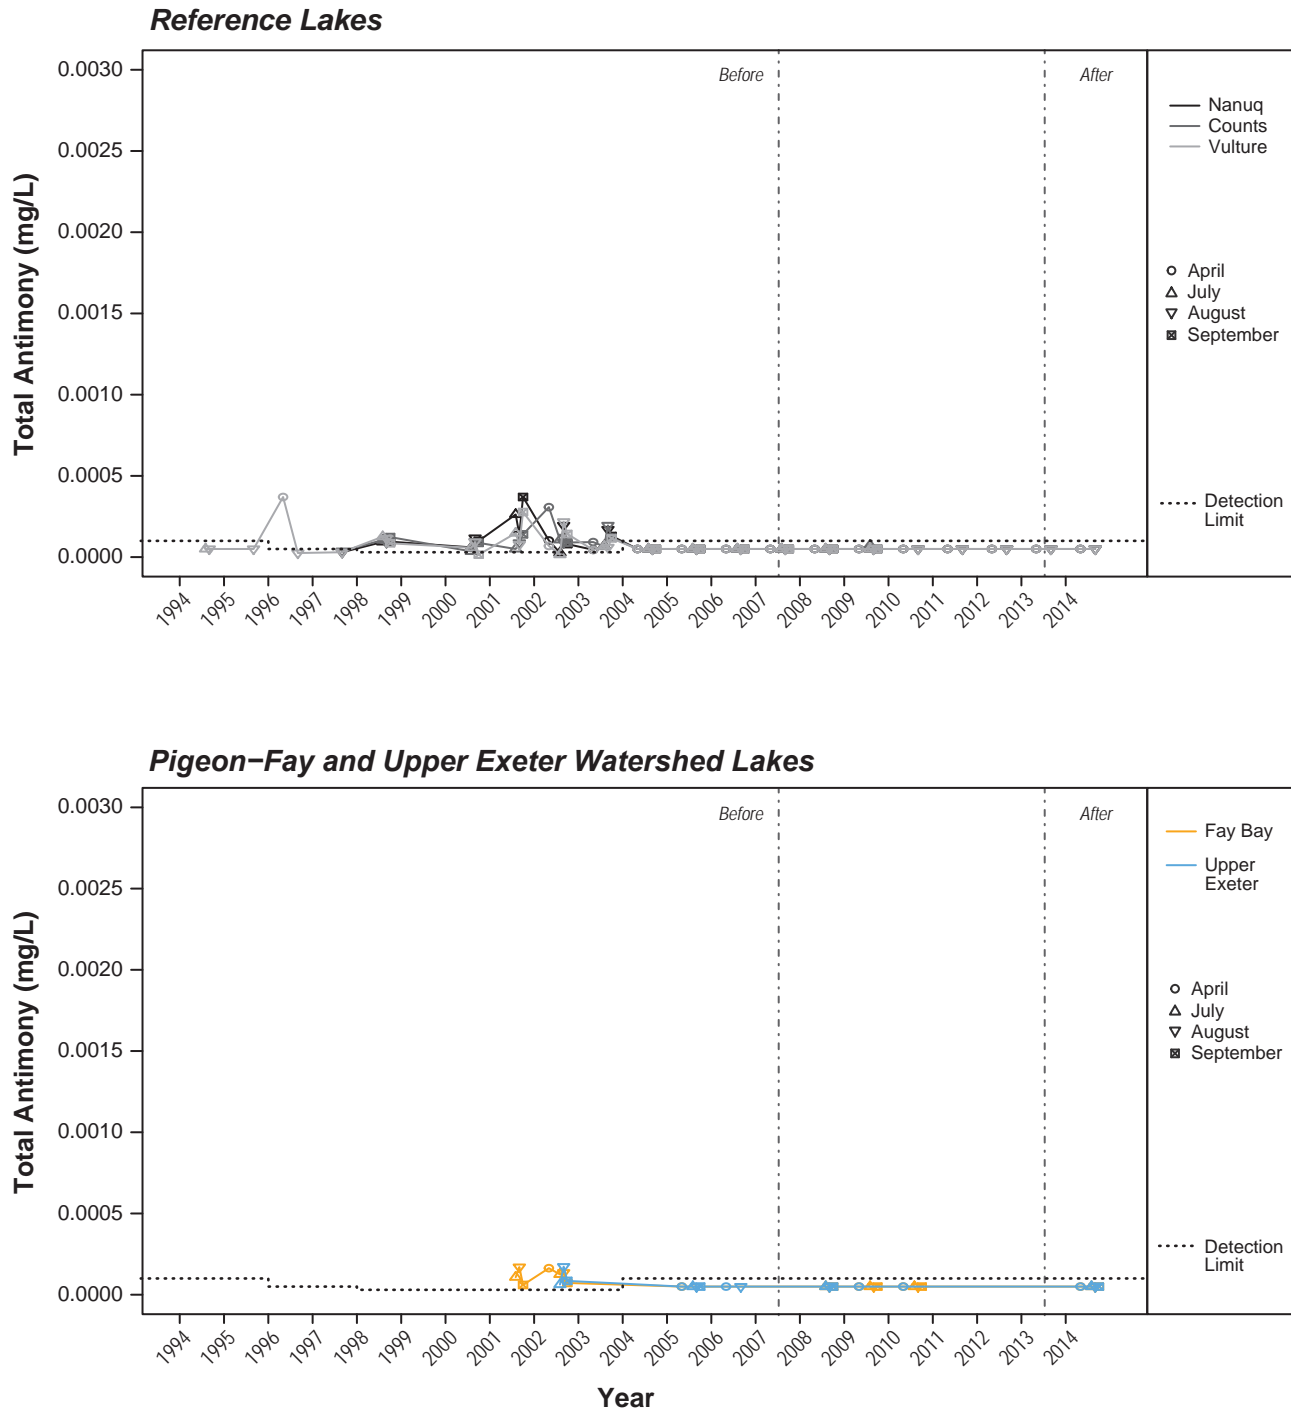 Reference Lakes
Total Antimony (mg/L)
0.0030
0.0025
0.0020
0.0015
0.0010
0.0005
0.0000
Before
After
1994 1995 1996 1997 1998 1999 2000 2001 2002 2003 2004 2005 2006 2007 2008 2009 2010 2011 2012 2013 2014
Nanuq
Counts
Vulture
April
July
August
September
Detection
Limit
Pigeon−Fay and Upper Exeter Watershed Lakes
Total Antimony (mg/L)
0.0030
0.0025
0.0020
0.0015
0.0010
0.0005
0.0000
Before
After
1994 1995 1996 1997 1998 1999 2000 2001 2002 2003 2004 2005 2006 2007 2008 2009 2010 2011 2012 2013 2014
Year
Fay Bay
Upper
Exeter
April
July
August
September
Detection
Limit